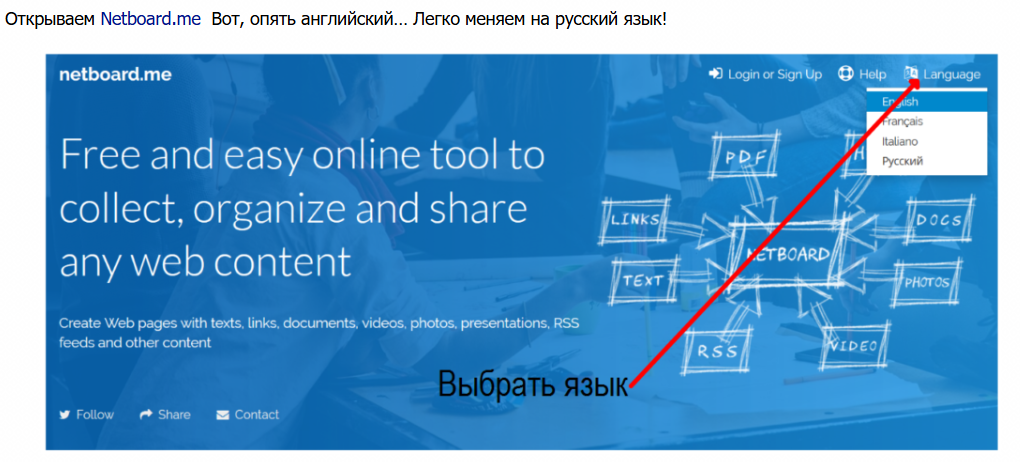 Открываем Netboard.me Вот, опять английский... Легко меняем на русский язык!
netboard.me
Login or Sign Up Help Language
English
Français
Italiano
Русский
Free and easy online tool to
collect, organize and share
any web content
PDF
H
LINKS
DOCS
NETBOARD
TEXT
PHOTOS
RSS
VIDEO
Create Web pages with texts, links, documents, videos, photos, presentations, RSS
feeds and other content
Выбрать язык
Follow Share Contact